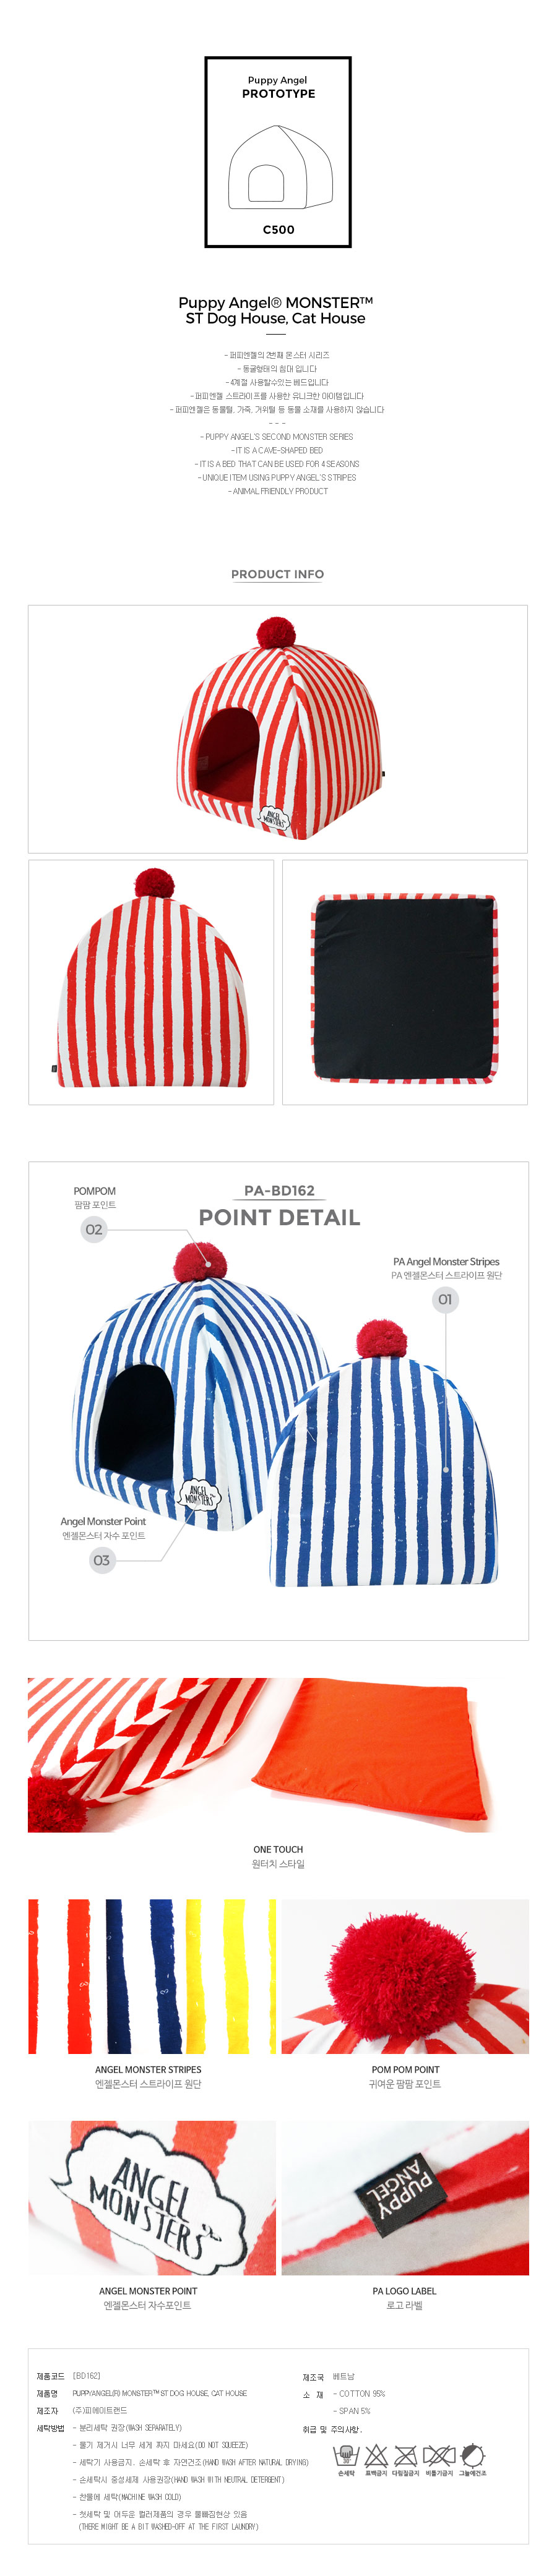 Puppy Angel
PROTOTYPE
C500
Puppy Angel® MONSTER™
ST Dog House, Cat House
- 퍼피엔젤의 2번째 몬스터 시리즈
- 동굴형태의 침대 입니다
- 4계절 사용할수있는 베드입니다
- 퍼피엔젤 스트라이프를 사용한 유니크한 아이템입니다
- 퍼피엔젤은 동물털, 가죽, 거위털 등 동물 소재를 사용하지 않습니다
- - -
- PUPPY ANGEL'S SECOND MONSTER SERIES
- IT IS A CAVE-SHAPED BED
- IT IS A BED THAT CAN BE USED FOR 4 SEASONS
- UNIQUE ITEM USING PUPPY ANGEL'S STRIPES
- ANIMAL FRIENDLY PRODUCT
PRODUCT INFO
ANGEL
MONSTERS
PA-BD162
POINT DETAIL
POMPOM
팜팜 포인트
02
PA Angel Monster Stripes
PA 엔젤몬스터 스트라이프 원단
01
ANGEL
MONSTERS
Angel Monster Point
엔젤몬스터 자수 포인트
03
ONE TOUCH
원터치 스타일
ANGEL MONSTER STRIPES
엔젤몬스터 스트라이프 원단
POM POM POINT
귀여운 팜팜 포인트
ANGEL
MONSTERS
PUPPY
ANGEL
ANGEL MONSTER POINT
엔젤몬스터 자수포인트
PA LOGO LABEL
로고 라벨
제품코드 [BD162]
제품명 PUPPYANGEL(R) MONSTER™ ST DOG HOUSE, CAT HOUSE
제조자 (주)피에이트렌드
세탁방법 - 분리세탁 권장(WASH SEPARATELY)
- 물기 제거시 너무 세게 짜지 마세요(DO NOT SQUEEZE)
- 세탁기 사용금지. 손세탁 후 자연건조(HAND WASH AFTER NATURAL DRYING)
- 손세탁시 중성세제 사용권장(HAND WASH WITH NEUTRAL DETERGENT)
- 찬물에 세탁(MACHINE WASH COLD)
- 첫세탁 및 어두운 컬러제품의 경우 물빠짐현상 있음
(THERE MIGHT BE A BIT WASHED-OFF AT THE FIRST LAUNDRY)
제조국 베트남
소 재 - COTTON 95%
- SPAN 5%
취급 및 주의사항.
30°
손세탁 표백금지 다림질금지 비틀기금지 그늘에건조